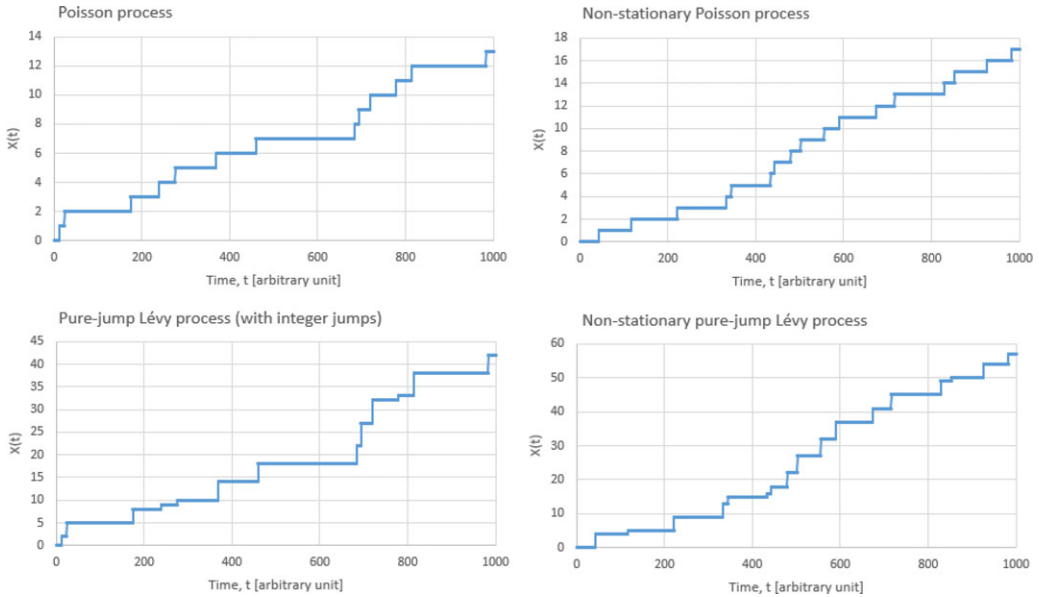 Poisson process
14
12
10
8
6
4
2
0
X(t)
0 200 400 600 800 1000
Time, t [arbitrary unit]
Non-stationary Poisson process
18
16
14
12
10
8
6
4
2
0
X(t)
0 200 400 600 800 1000
Time, t [arbitrary unit]
Pure-jump Lévy process (with integer jumps)
45
40
35
30
25
20
15
10
5
0
X(t)
0 200 400 600 800 1000
Time, t [arbitrary unit]
Non-stationary pure-jump Lévy process
60
50
40
30
20
10
0
X(t)
0 200 400 600 800 1000
Time, t [arbitrary unit]